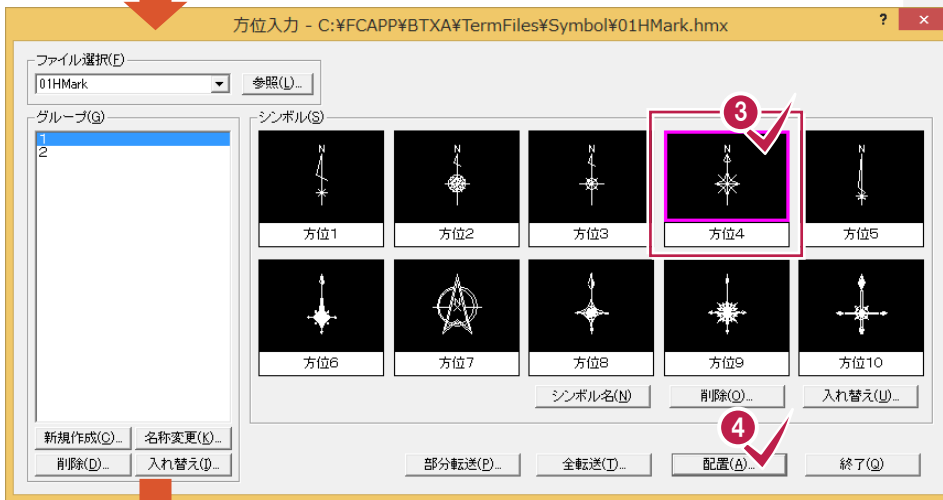 方位入力 - C:¥FCAPP¥BTXA¥TermFiles¥Symbol¥01HMark.hmx
? ×
ファイル選択(F)
01HMark
参照(L)...
グループ(G)
1
2
シンボル(S)
3
N
N
N
N
N
方位1
方位2
方位3
方位4
方位5
N
方位6
方位7
方位8
方位9
方位10
シンボル名(N)
削除(O)...
入れ替え(U)...
新規作成(C)...
名称変更(K)...
削除(D)...
入れ替え(I)...
4
部分転送(P)...
全転送(T)...
配置(A)...
終了(Q)